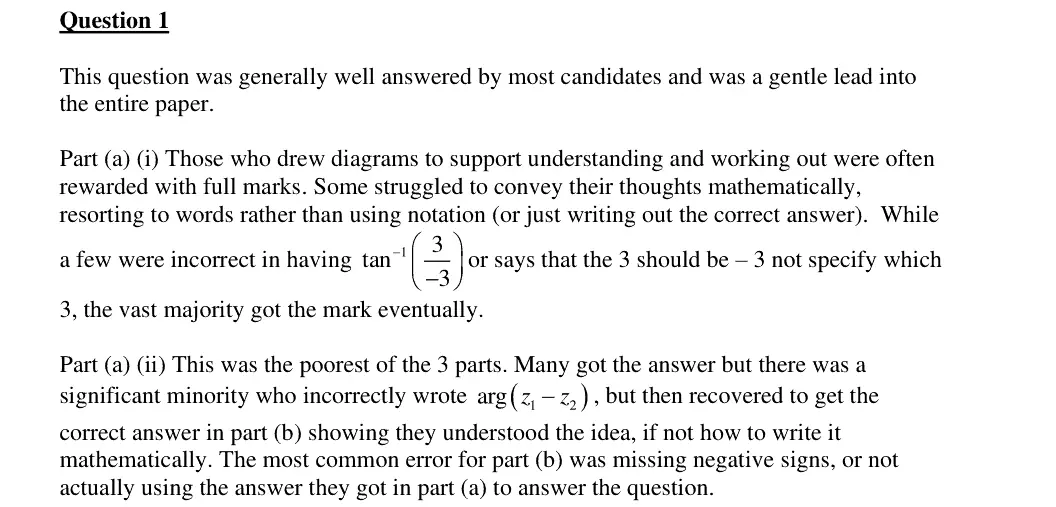 Question 1
This question was generally well answered by most candidates and was a gentle lead into
the entire paper.
Part (a) (i) Those who drew diagrams to support understanding and working out were often
rewarded with full marks. Some struggled to convey their thoughts mathematically,
resorting to words rather than using notation (or just writing out the correct answer).  While
a few were incorrect in having tan⁻¹(3/−3) or says that the 3 should be – 3 not specify which
3, the vast majority got the mark eventually.
Part (a) (ii) This was the poorest of the 3 parts. Many got the answer but there was a
significant minority who incorrectly wrote arg(z₁ − z₂), but then recovered to get the
correct answer in part (b) showing they understood the idea, if not how to write it
mathematically. The most common error for part (b) was missing negative signs, or not
actually using the answer they got in part (a) to answer the question.